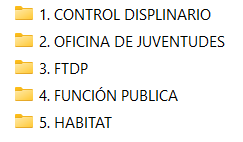 1. CONTROL DISPLINARIO
2. OFICINA DE JUVENTUDES
3. FTDP
4. FUNCIÓN PUBLICA
5. HABITAT